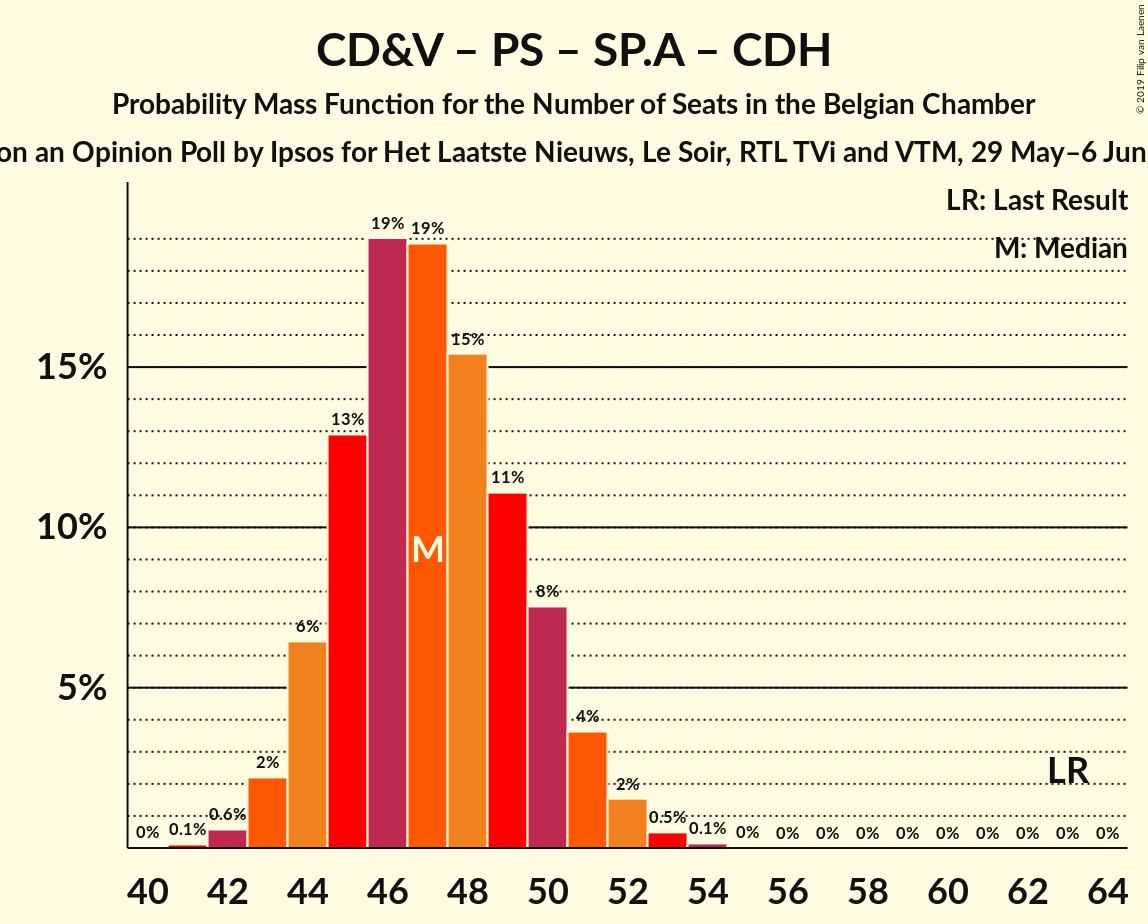 CD&V – PS – SP.A – CDH
Probability Mass Function for the Number of Seats in the Belgian Chamber
on an Opinion Poll by Ipsos for Het Laatste Nieuws, Le Soir, RTL TVi and VTM, 29 May–6 Jun
© 2019 Filip van Laenen
LR: Last Result
M: Median
19% 19%
15%
15%
13%
11%
10%
M
8%
6%
5%
4%
2% 2%
LR
0% 0.1% 0.6% 0.5% 0.1% 0% 0% 0% 0% 0% 0% 0% 0% 0% 0%
40 42 44 46 48 50 52 54 56 58 60 62 64